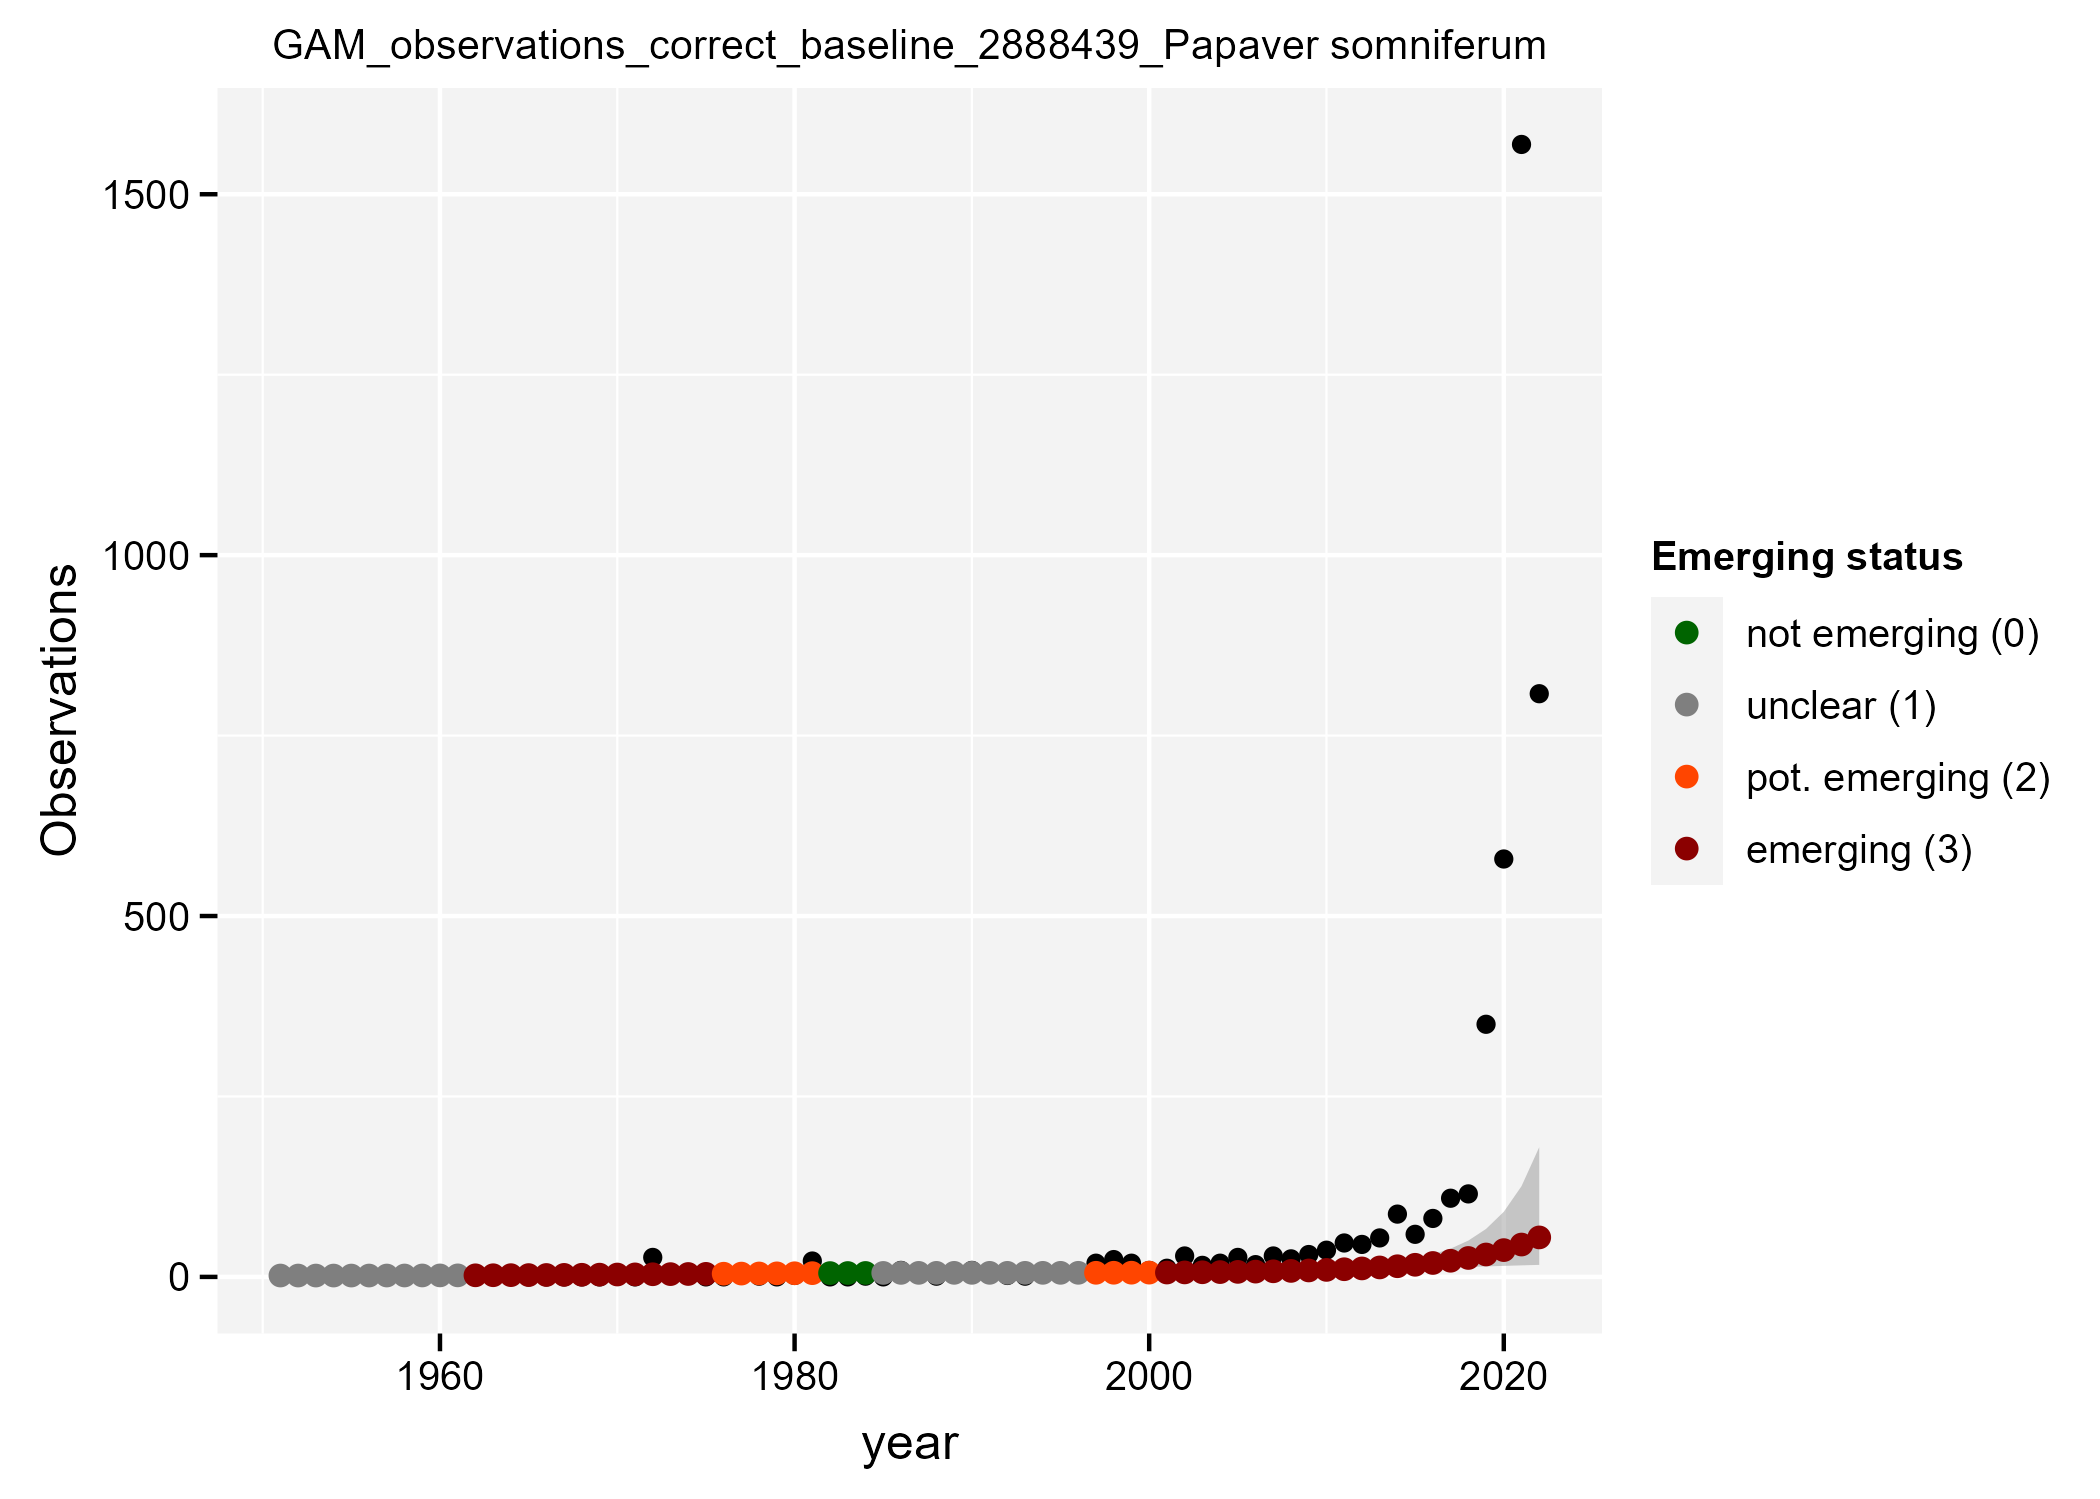 GAM_observations_correct_baseline_2888439_Papaver somniferum
1500
1000
500
0
Observations
1960
1980
2000
2020
year
Emerging status
not emerging (0)
unclear (1)
pot. emerging (2)
emerging (3)